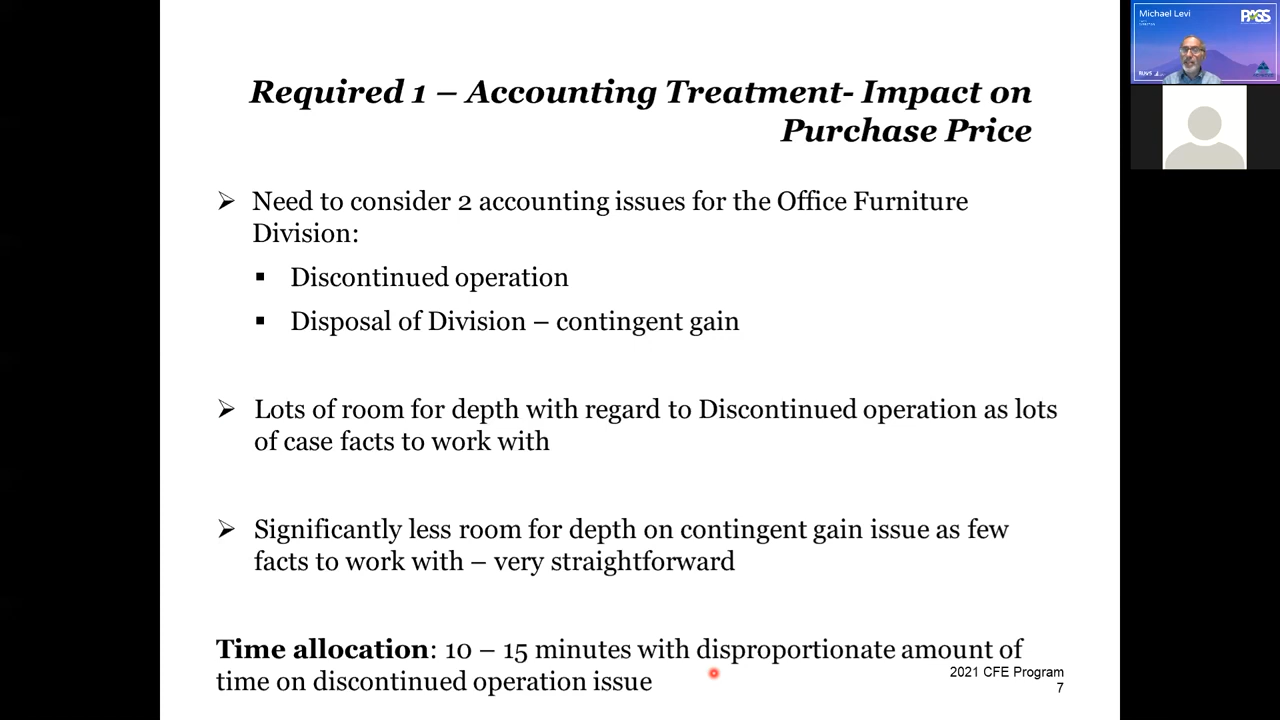 Required 1 – Accounting Treatment- Impact on
Purchase Price
➢ Need to consider 2 accounting issues for the Office Furniture
Division:
▪ Discontinued operation
▪ Disposal of Division – contingent gain
➢ Lots of room for depth with regard to Discontinued operation as lots
of case facts to work with
➢ Significantly less room for depth on contingent gain issue as few
facts to work with – very straightforward
Time allocation: 10 – 15 minutes with disproportionate amount of
time on discontinued operation issue
2021 CFE Program
7
Michael Levi
PASS